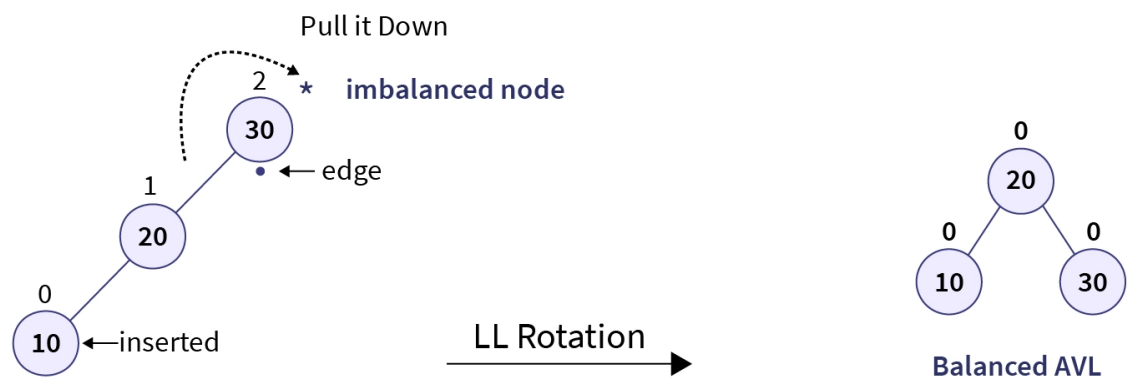 Pull it Down
2
* imbalanced node
30
edge
1
20
0
10
inserted
LL Rotation
0
20
0
0
10
30
Balanced AVL